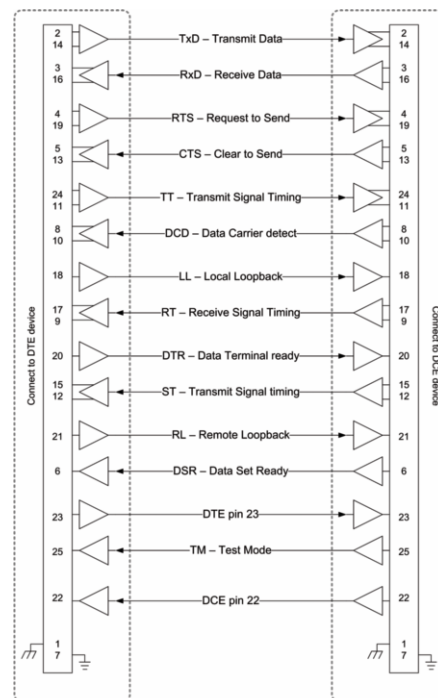 2 TxD – Transmit Data 2
14 14
3 RxD – Receive Data 3
16 16
4 RTS – Request to Send 4
19 19
5 CTS – Clear to Send 5
13 13
24 TT – Transmit Signal Timing 24
11 11
8 DCD – Data Carrier detect 8
10 10
18 LL – Local Loopback 18
17 RT – Receive Signal Timing 17
9 9
20 DTR – Data Terminal ready 20
15 ST – Transmit Signal timing 15
12 12
21 RL – Remote Loopback 21
6 DSR – Data Set Ready 6
23 DTE pin 23 23
25 TM – Test Mode 25
22 DCE pin 22 22
1 1
7 7
Connect to DTE device
Connect to DCE device